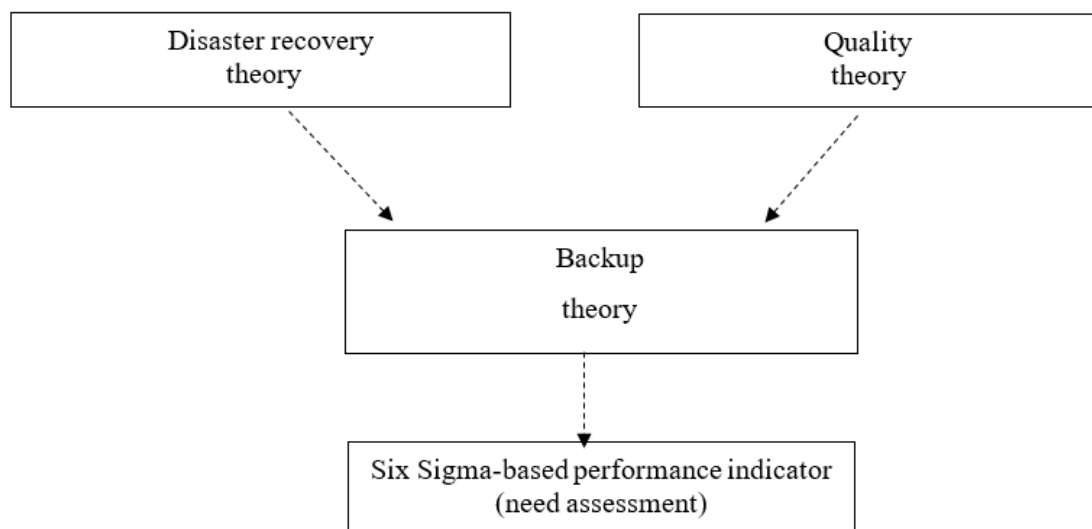 Disaster recovery
theory
Quality
theory
Backup
theory
Six Sigma-based performance indicator
(need assessment)